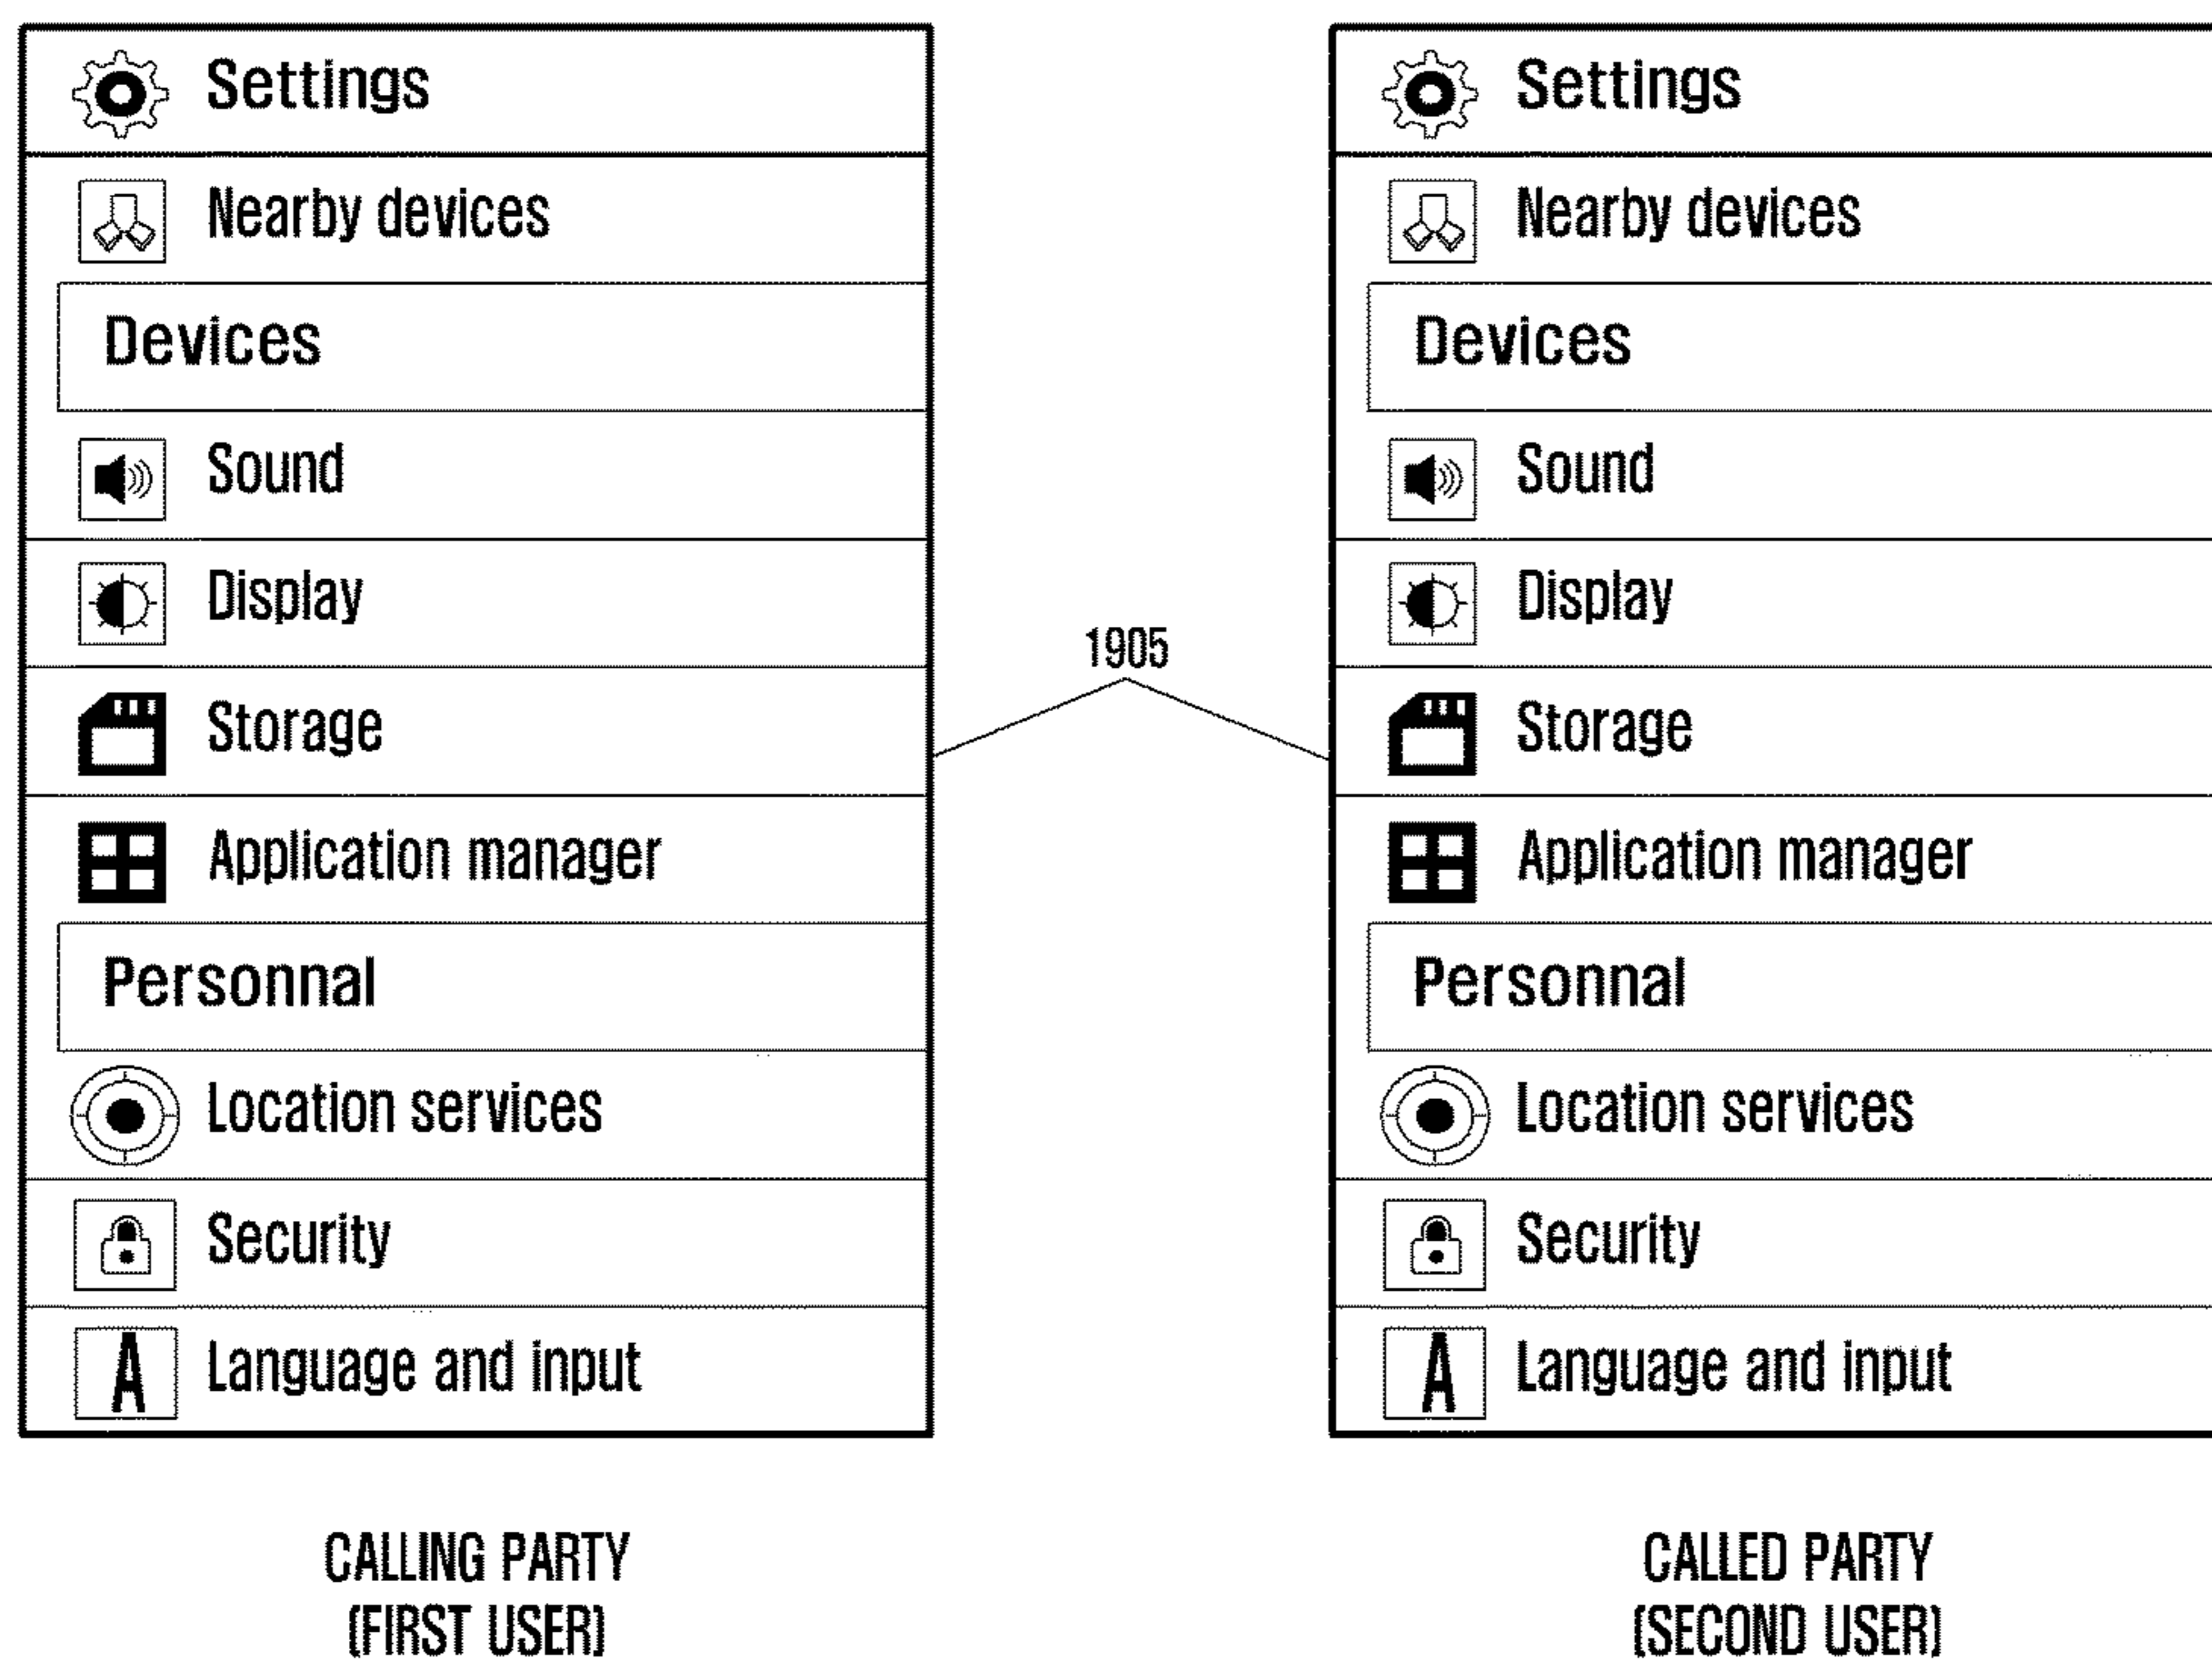 Settings
Nearby devices
Devices
Sound
Display
Storage
Application manager
Personnal
Location services
Security
A Language and input
CALLING PARTY
(FIRST USER)
1905
Settings
Nearby devices
Devices
Sound
Display
Storage
Application manager
Personnal
Location services
Security
A Language and input
CALLED PARTY
(SECOND USER)